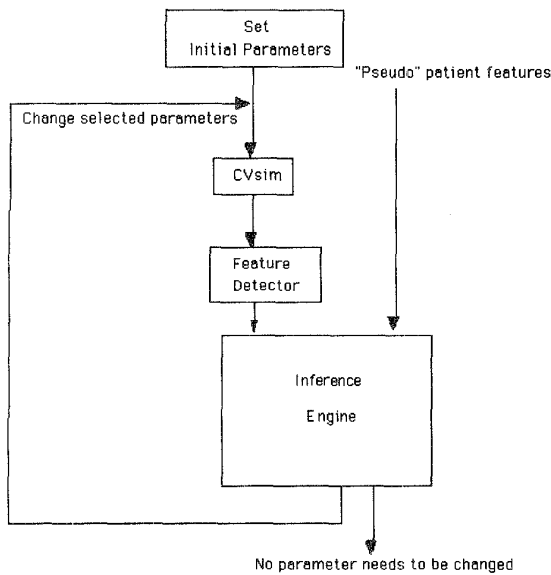 Set
Initial Parameters
"Pseudo" patient features
Change selected parameters
CVsim
Feature
Detector
Inference
Engine
No parameter needs to be changed